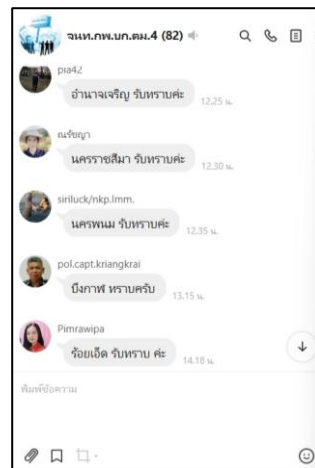 จนท.กพ.บก.ตม.4 (82)
pia42
อำนาจเจริญ รับทราบค่ะ
12.25 น.
ณรัชญา
นครราชสีมา รับทราบค่ะ
12.30 น.
siriluck/nkp.Imm.
นครพนม รับทราบค่ะ
12.35 น.
pol.capt.kriangkrai
บึงกาฬ ทราบครับ
13.15 น.
Pimrawipa
ร้อยเอ็ด รับทราบ ค่ะ
14.18 น.
พิมพ์ข้อความ